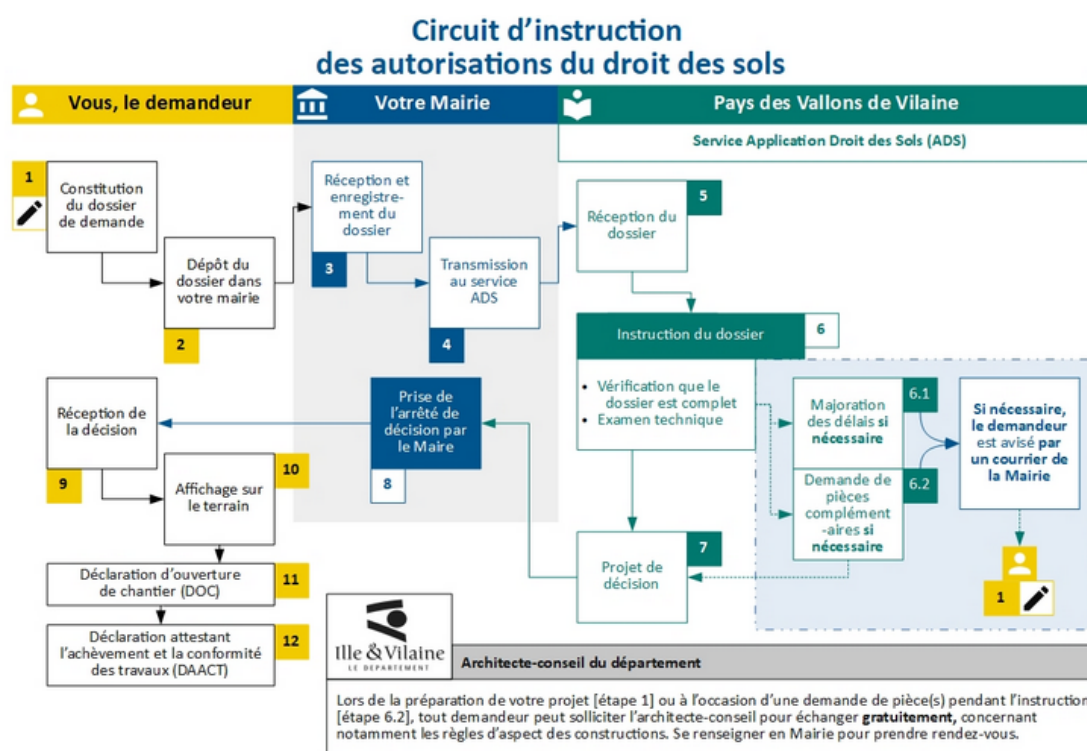 Circuit d’instruction
des autorisations du droit des sols
Vous, le demandeur
Votre Mairie
Pays des Vallons de Vilaine
Service Application Droit des Sols (ADS)
1
Constitution
du dossier
de demande
Dépôt du
dossier dans
votre mairie
2
Réception et
enregistre-
ment du
dossier
3
Transmission
au service
ADS
4
5
Réception du
dossier
Instruction du dossier
6
• Vérification que le
dossier est complet
• Examen technique
Majoration
des délais si
nécessaire
6.1
Demande de
pièces
complément
-aires si
nécessaire
6.2
Si nécessaire,
le demandeur
est avisé par
un courrier de
la Mairie
1
7
Projet de
décision
Prise de
l’arrêté de
décision par
le Maire
8
Réception de
la décision
9
10
Affichage sur
le terrain
Déclaration d’ouverture
de chantier (DOC)
11
Déclaration attestant
l’achèvement et la conformité
des travaux (DAACT)
12
Ille & Vilaine
LE DEPARTEMENT
Architecte-conseil du département
Lors de la préparation de votre projet [étape 1] ou à l’occasion d’une demande de pièce(s) pendant l’instruction
[étape 6.2], tout demandeur peut solliciter l’architecte-conseil pour échanger gratuitement, concernant
notamment les règles d’aspect des constructions. Se renseigner en Mairie pour prendre rendez-vous.